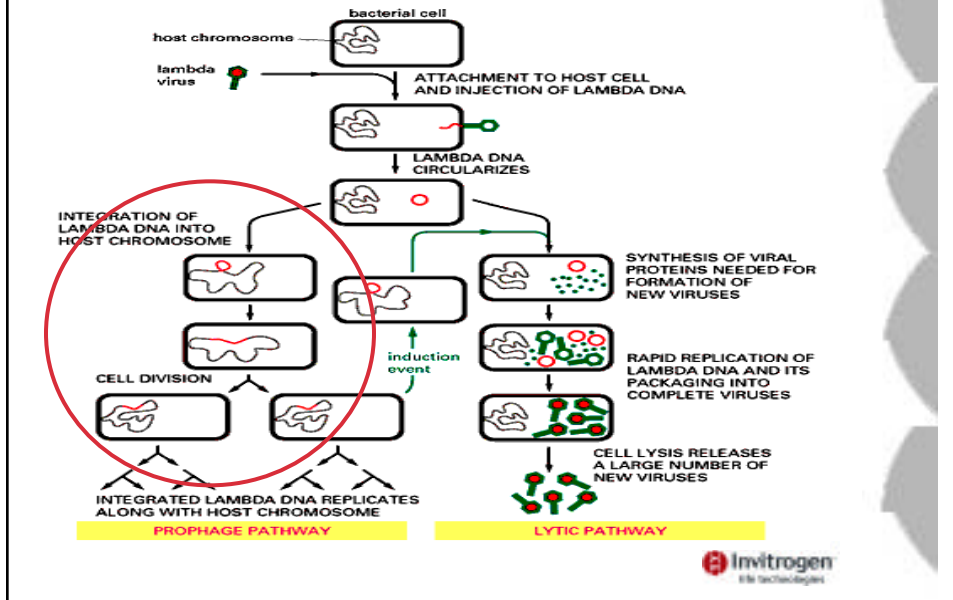 bacterial cell
host chromosome
lambda
virus
ATTACHMENT TO HOST CELL
AND INJECTION OF LAMBDA DNA
LAMBDA DNA
CIRCULARIZES
INTEGRATION OF
LAMBDA DNA INTO
HOST CHROMOSOME
SYNTHESIS OF VIRAL
PROTEINS NEEDED FOR
FORMATION OF
NEW VIRUSES
induction
event
RAPID REPLICATION OF
LAMBDA DNA AND ITS
PACKAGING INTO
COMPLETE VIRUSES
CELL DIVISION
CELL LYSIS RELEASES
A LARGE NUMBER OF
NEW VIRUSES
INTEGRATED LAMBDA DNA REPLICATES
ALONG WITH HOST CHROMOSOME
PROPHAGE PATHWAY
LYTIC PATHWAY
Invitrogen
life technologies